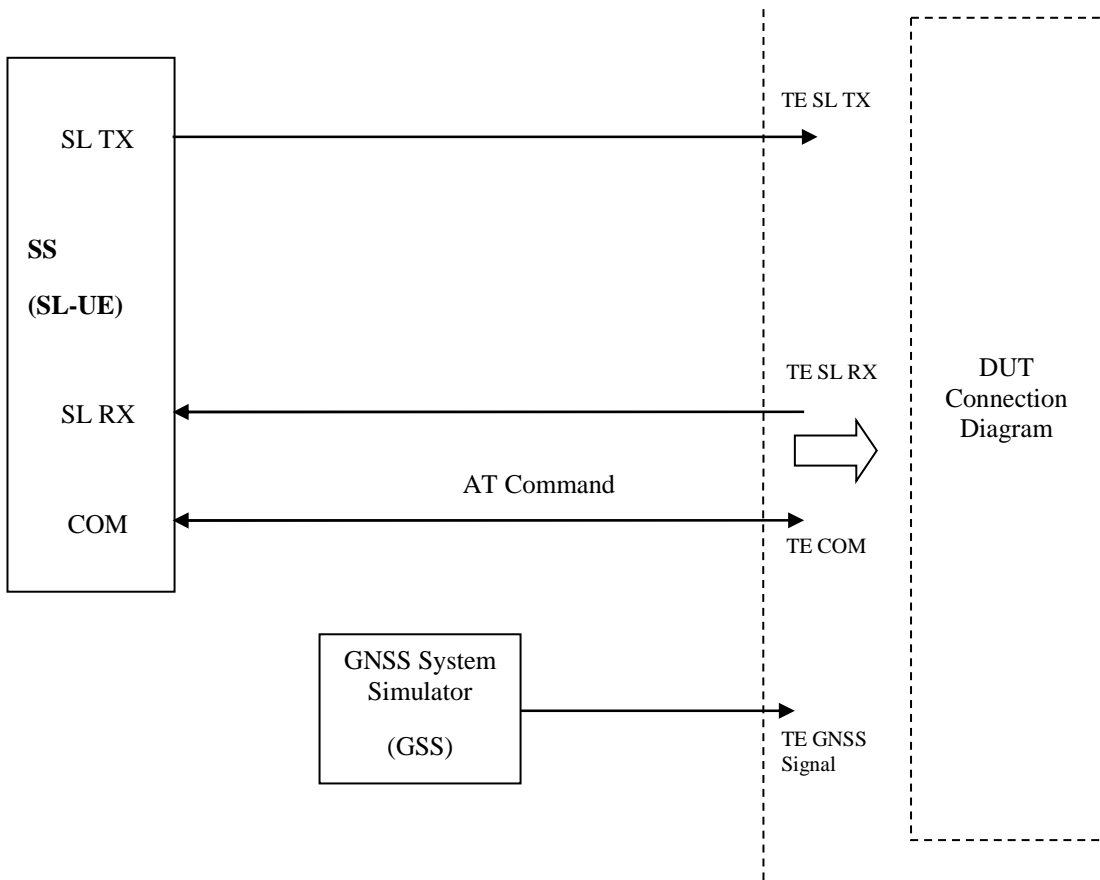 TE SL TX
SL TX
SS
(SL-UE)
TE SL RX
SL RX
DUT
Connection
Diagram
AT Command
COM
TE COM
GNSS System
Simulator
(GSS)
TE GNSS
Signal